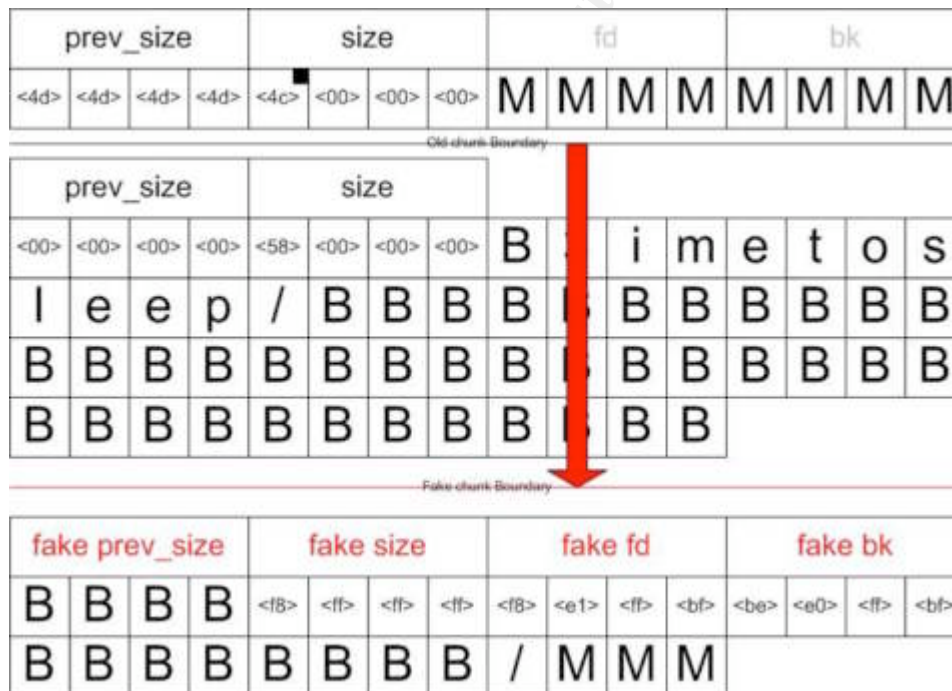 prev_size size fd bk
<4d> <4d> <4d> <4d> <4c> <00> <00> <00> M M M M M M M M
Old chunk Boundary
prev_size size
<00> <00> <00> <00> <58> <00> <00> <00> B i m e t o s
l e e p / B B B B B B B B B B
B B B B B B B B B B B B B B B
B B B B B B B B B B B
Fake chunk Boundary
fake prev_size fake size fake fd fake bk
B B B B <f8> <ff> <ff> <ff> <f8> <e1> <ff> <bf> <be> <e0> <ff> <bf>
B B B B B B B B / M M M